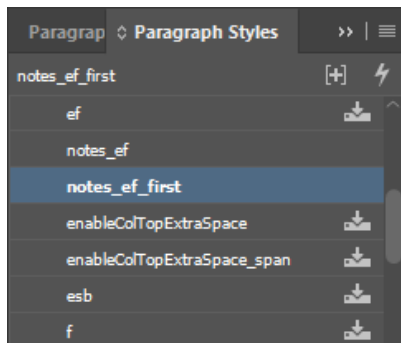 Paragrap Paragraph Styles
notes_ef_first
ef
notes_ef
notes_ef_first
enableColTopExtraSpace
enableColTopExtraSpace_span
esb
f